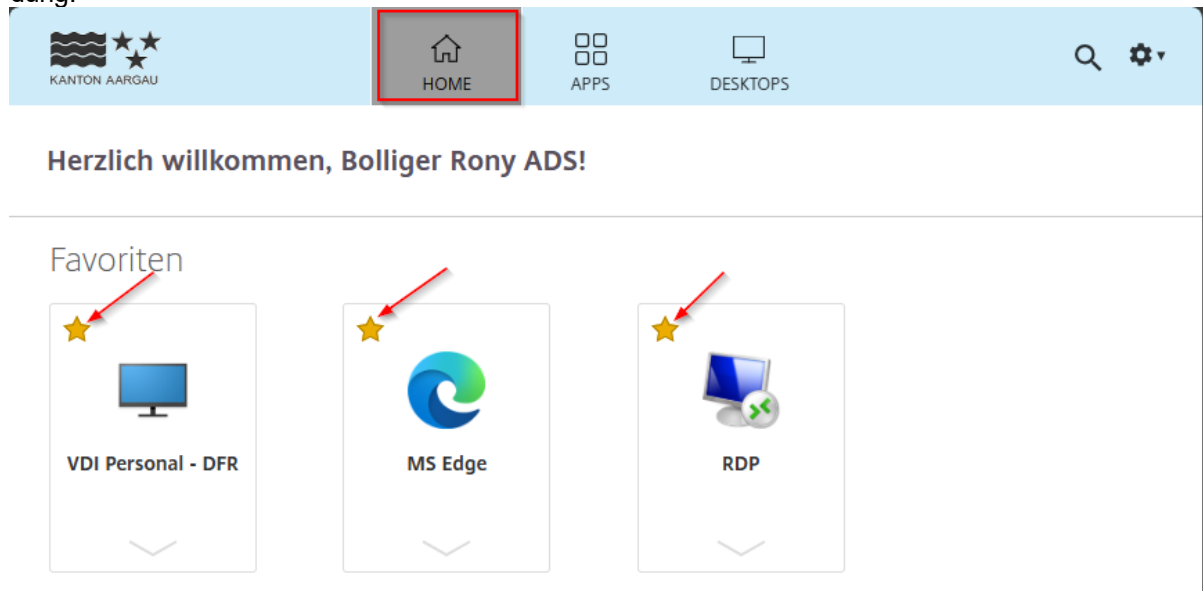 KANTON AARGAU
HOME
APPS
DESKTOPS
Herzlich willkommen, Bolliger Rony ADS!
Favoriten
VDI Personal - DFR
MS Edge
RDP